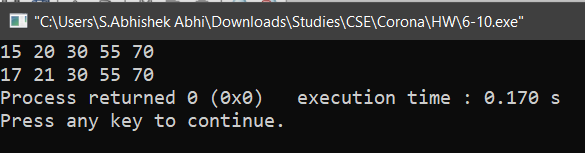 "C:\Users\S.Abhishek Abhi\Downloads\Studies\CSE\Corona\HW\6-10.exe"
15 20 30 55 70
17 21 30 55 70
Process returned 0 (0x0)   execution time : 0.170 s
Press any key to continue.